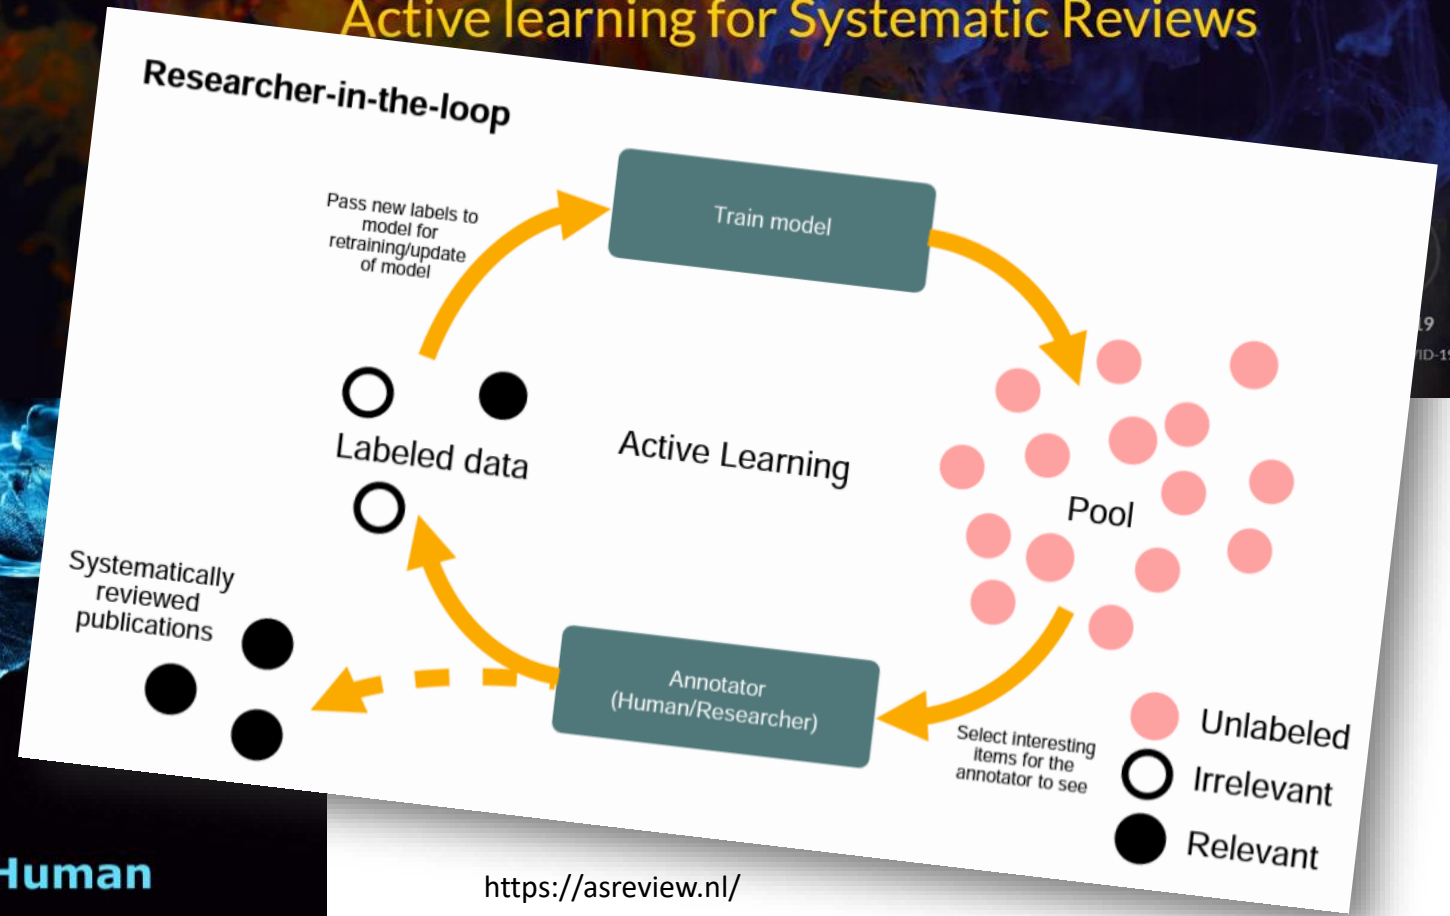 Active learning for Systematic Reviews
Researcher-in-the-loop
Pass new labels to
model for
retraining/update
of model
Train model
Labeled data
Active Learning
Pool
Systematically
reviewed
publications
Annotator
(Human/Researcher)
Select interesting
items for the
annotator to see
Unlabeled
Irrelevant
Relevant
Human
https://asreview.nl/